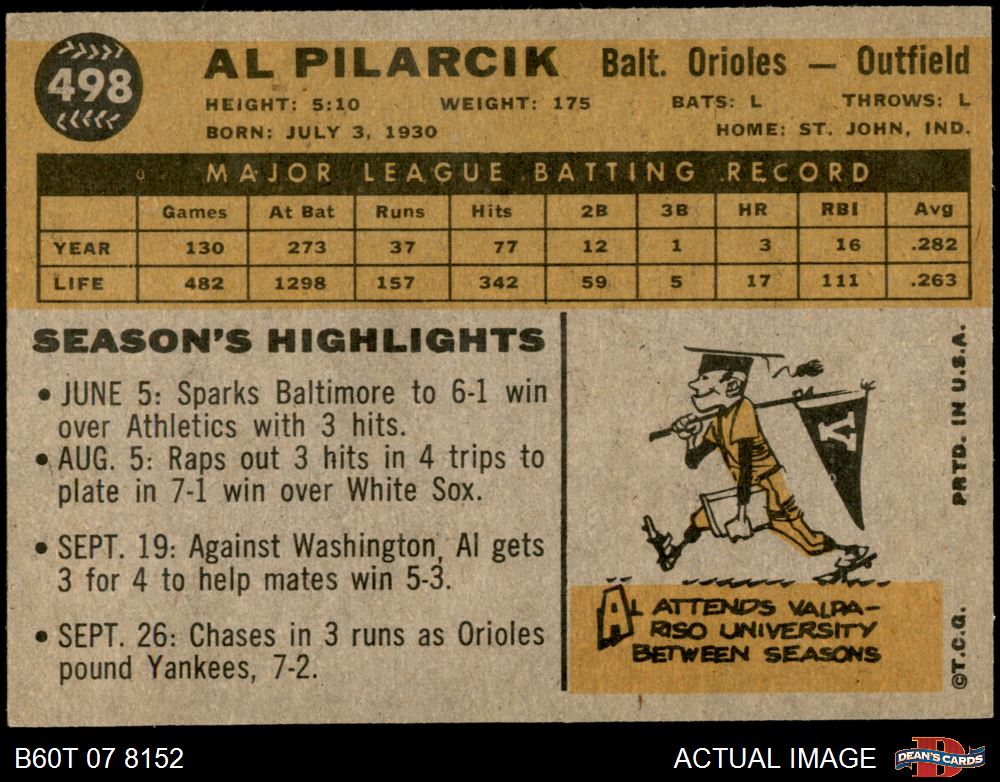 498
AL PILARCIK Balt. Orioles — Outfield
HEIGHT: 5:10 WEIGHT: 175 BATS: L THROWS: L
BORN: JULY 3, 1930 HOME: ST. JOHN, IND.
MAJOR LEAGUE BATTING RECORD
Games At Bat Runs Hits 2B 3B HR RBI Avg
YEAR 130 273 37 77 12 1 3 16 .282
LIFE 482 1298 157 342 59 5 17 111 .263
SEASON'S HIGHLIGHTS
• JUNE 5: Sparks Baltimore to 6-1 win
over Athletics with 3 hits.
• AUG. 5: Raps out 3 hits in 4 trips to
plate in 7-1 win over White Sox.
• SEPT. 19: Against Washington, Al gets
3 for 4 to help mates win 5-3.
• SEPT. 26: Chases in 3 runs as Orioles
pound Yankees, 7-2.
V
AL ATTENDS VALPA-
RISO UNIVERSITY
BETWEEN SEASONS
PRTD. IN U.S.A.
©T.C.G.
B60T 07 8152
ACTUAL IMAGE
D
DEAN'S CARDS